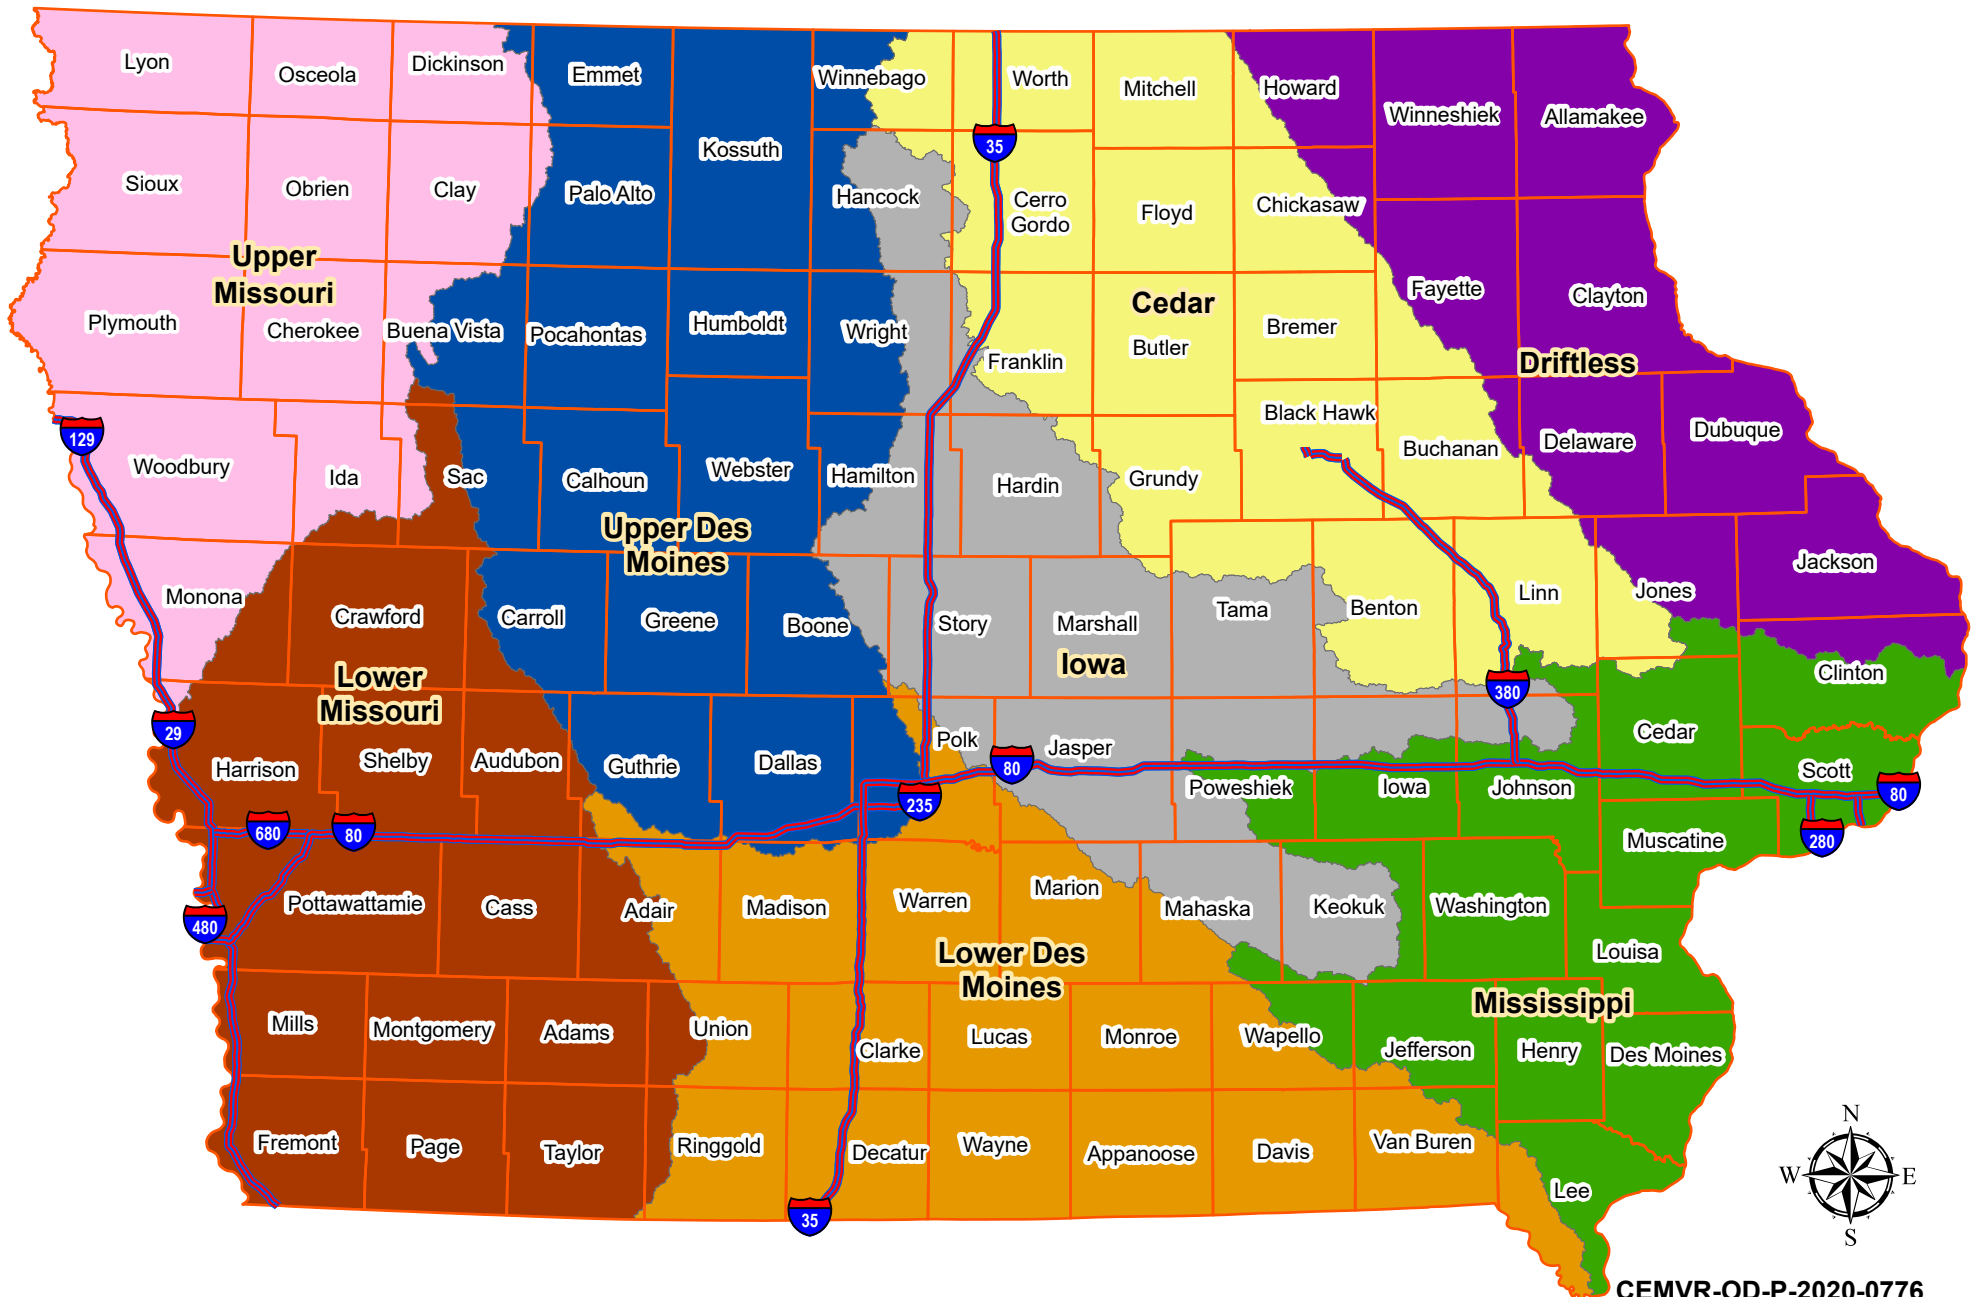 Lyon
Osceola
Dickinson
Emmet
Winnebago
Worth
Mitchell
Howard
Winneshiek
Allamakee
Kossuth
35
Sioux
Obrien
Clay
Palo Alto
Hancock
Cerro
Gordo
Floyd
Chickasaw
Upper
Missouri
Plymouth
Cherokee
Buena Vista
Pocahontas
Humboldt
Wright
Franklin
Cedar
Butler
Bremer
Fayette
Clayton
Driftless
129
Woodbury
Ida
Sac
Calhoun
Webster
Hamilton
Hardin
Grundy
Black Hawk
Buchanan
Delaware
Dubuque
Upper Des
Moines
Monona
Crawford
Carroll
Greene
Boone
Story
Marshall
Tama
Benton
Linn
Jones
Jackson
Lower
Missouri
Iowa
380
Clinton
29
Harrison
Shelby
Audubon
Guthrie
Dallas
Polk
Jasper
80
235
Poweshiek
Iowa
Johnson
Cedar
Scott
80
680
80
280
Muscatine
Pottawattamie
480
Cass
Adair
Madison
Warren
Marion
Mahaska
Keokuk
Washington
Louisa
Lower Des
Moines
Mississippi
Mills
Montgomery
Adams
Union
Clarke
Lucas
Monroe
Wapello
Jefferson
Henry
Des Moines
Fremont
Page
Taylor
Ringgold
Decatur
Wayne
Appanoose
Davis
Van Buren
Lee
35
N
W
E
S
CEMVR-OD-P-2020-0776